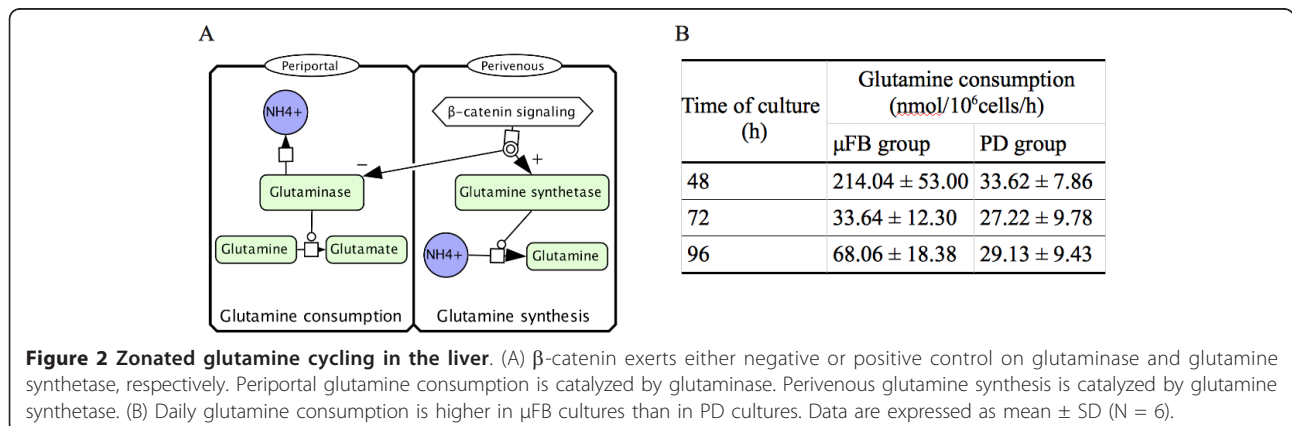 A
Periportal
Perivenous
NH4+
β-catenin signaling
−
+
Glutaminase
Glutamine synthetase
Glutamine
Glutamate
NH4+
Glutamine
Glutamine consumption
Glutamine synthesis
B
Time of culture
(h)
Glutamine consumption
(nmol/10⁶cells/h)
μFB group PD group
48 214.04 ± 53.00 33.62 ± 7.86
72 33.64 ± 12.30 27.22 ± 9.78
96 68.06 ± 18.38 29.13 ± 9.43
Figure 2 Zonated glutamine cycling in the liver. (A) β-catenin exerts either negative or positive control on glutaminase and glutamine
synthetase, respectively. Periportal glutamine consumption is catalyzed by glutaminase. Perivenous glutamine synthesis is catalyzed by glutamine
synthetase. (B) Daily glutamine consumption is higher in μFB cultures than in PD cultures. Data are expressed as mean ± SD (N = 6).